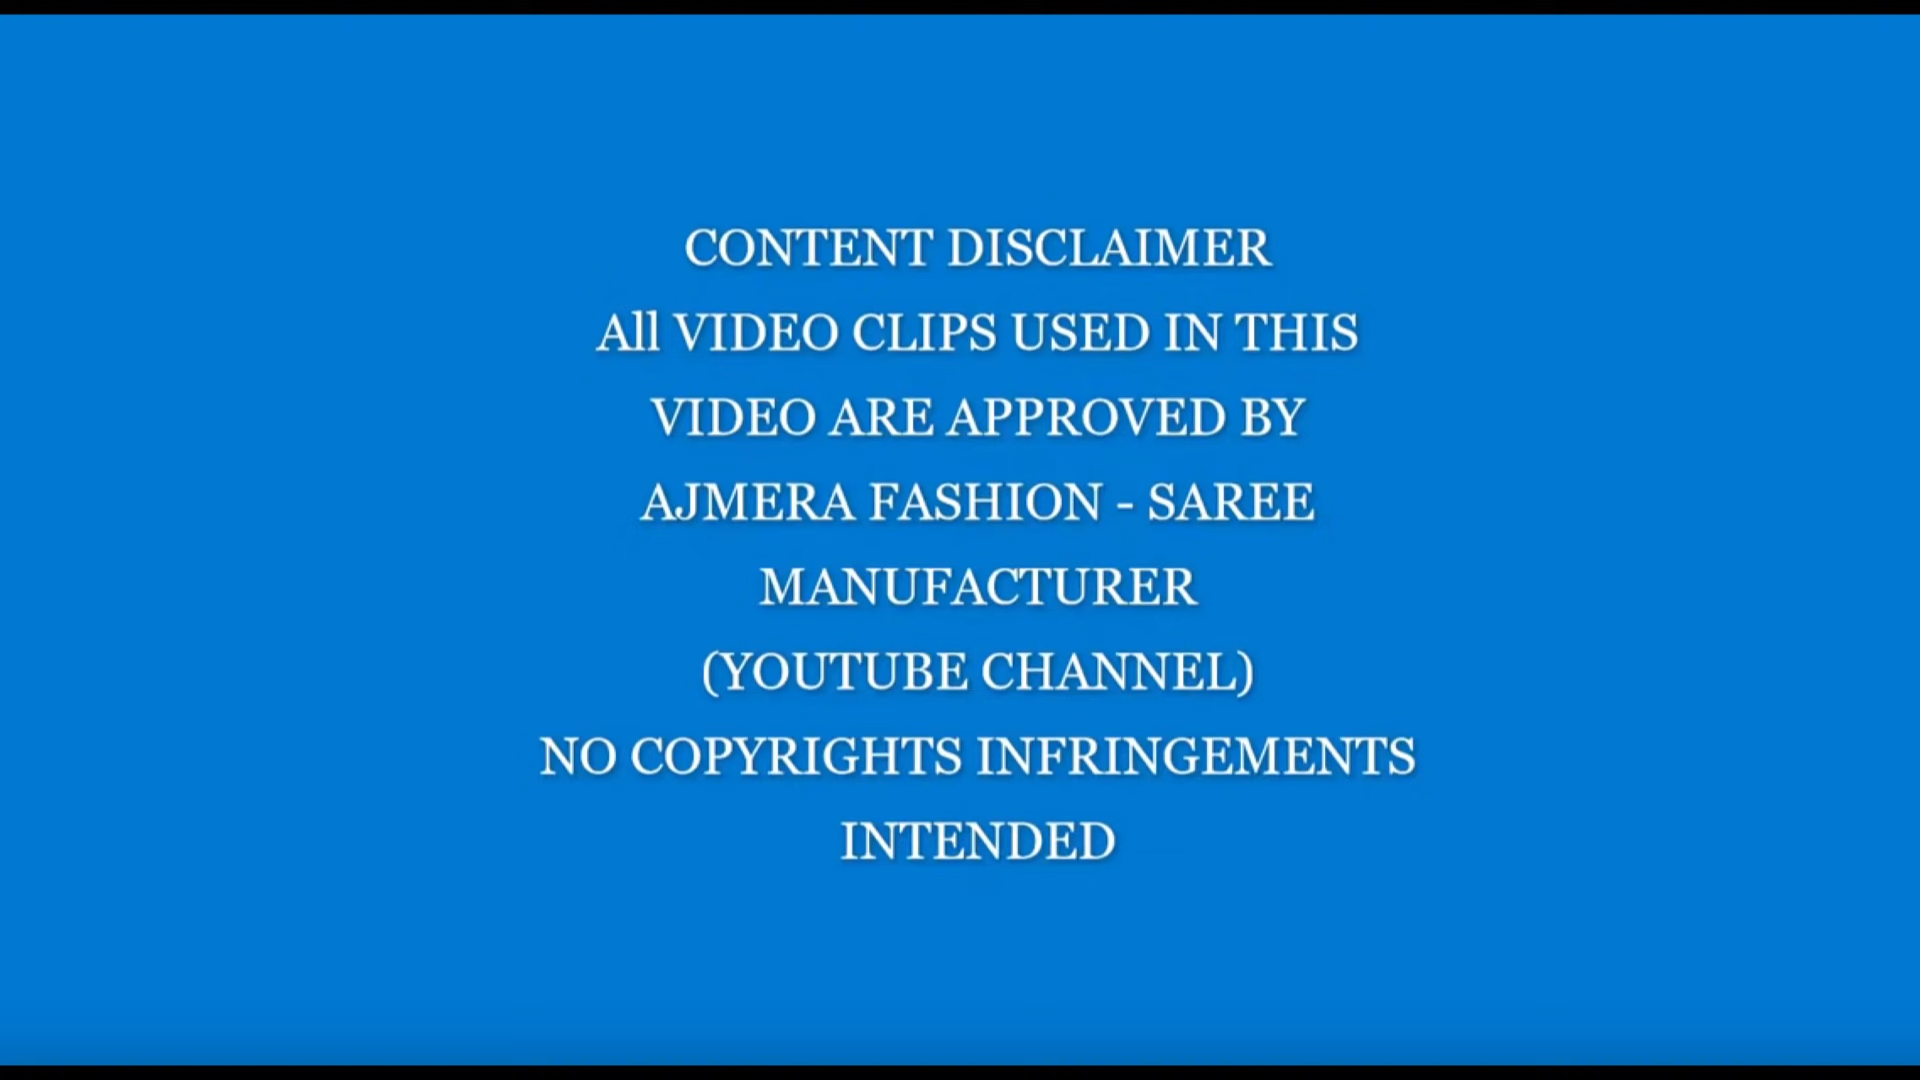 CONTENT DISCLAIMER
All VIDEO CLIPS USED IN THIS
VIDEO ARE APPROVED BY
AJMERA FASHION - SAREE
MANUFACTURER
(YOUTUBE CHANNEL)
NO COPYRIGHTS INFRINGEMENTS
INTENDED